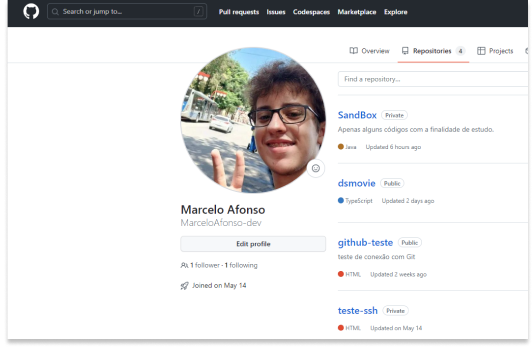 Search or jump to... /
Pull requests Issues Codespaces Marketplace Explore
Overview Repositories 4 Projects
Find a repository...
SandBox Private
Apenas alguns códigos com a finalidade de estudo.
Java Updated 6 hours ago
dsmovie Public
TypeScript Updated 2 days ago
Marcelo Afonso
MarceloAfonso-dev
Edit profile
1 follower · 1 following
Joined on May 14
github-teste Public
teste de conexão com Git
HTML Updated 2 weeks ago
teste-ssh Private
HTML Updated on May 14